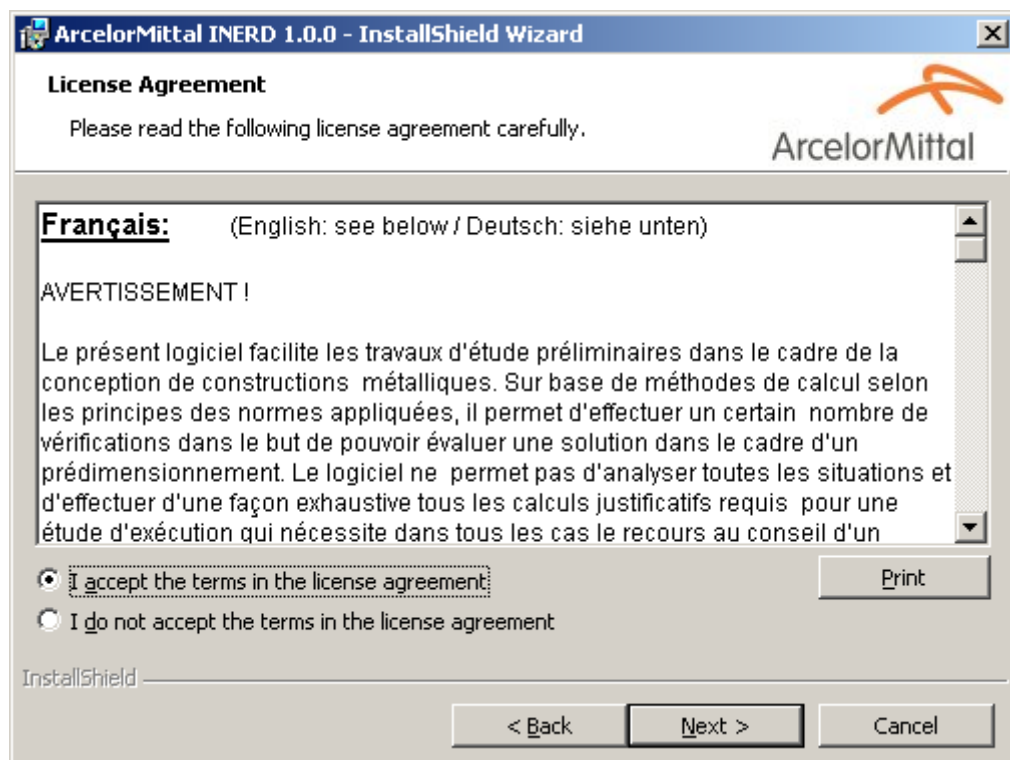 ArcelorMittal INERD 1.0.0 - InstallShield Wizard
License Agreement
Please read the following license agreement carefully.
ArcelorMittal
Français: (English: see below / Deutsch: siehe unten)
AVERTISSEMENT !
Le présent logiciel facilite les travaux d'étude préliminaires dans le cadre de la
conception de constructions métalliques. Sur base de méthodes de calcul selon
les principes des normes appliquées, il permet d'effectuer un certain nombre de
vérifications dans le but de pouvoir évaluer une solution dans le cadre d'un
prédimensionnement. Le logiciel ne permet pas d'analyser toutes les situations et
d'effectuer d'une façon exhaustive tous les calculs justificatifs requis pour une
étude d'exécution qui nécessite dans tous les cas le recours au conseil d'un
I accept the terms in the license agreement
Print
I do not accept the terms in the license agreement
InstallShield
< Back
Next >
Cancel